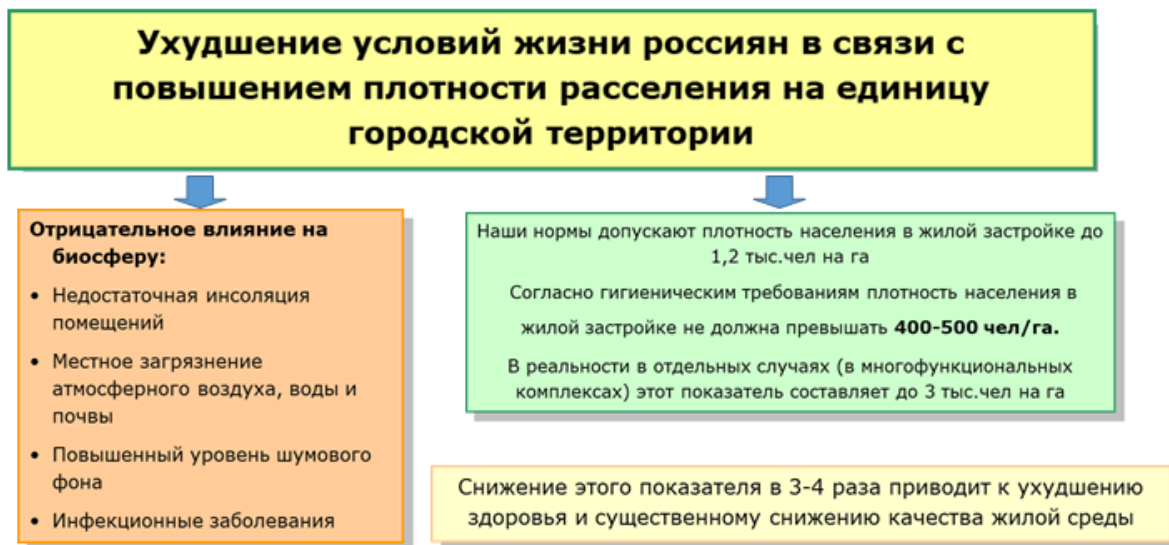 Ухудшение условий жизни россиян в связи с
повышением плотности расселения на единицу
городской территории
Отрицательное влияние на
биосферу:
• Недостаточная инсоляция
помещений
• Местное загрязнение
атмосферного воздуха, воды и
почвы
• Повышенный уровень шумового
фона
• Инфекционные заболевания
Наши нормы допускают плотность населения в жилой застройке до
1,2 тыс.чел на га
Согласно гигиеническим требованиям плотность населения в
жилой застройке не должна превышать 400-500 чел/га.
В реальности в отдельных случаях (в многофункциональных
комплексах) этот показатель составляет до 3 тыс.чел на га
Снижение этого показателя в 3-4 раза приводит к ухудшению
здоровья и существенному снижению качества жилой среды